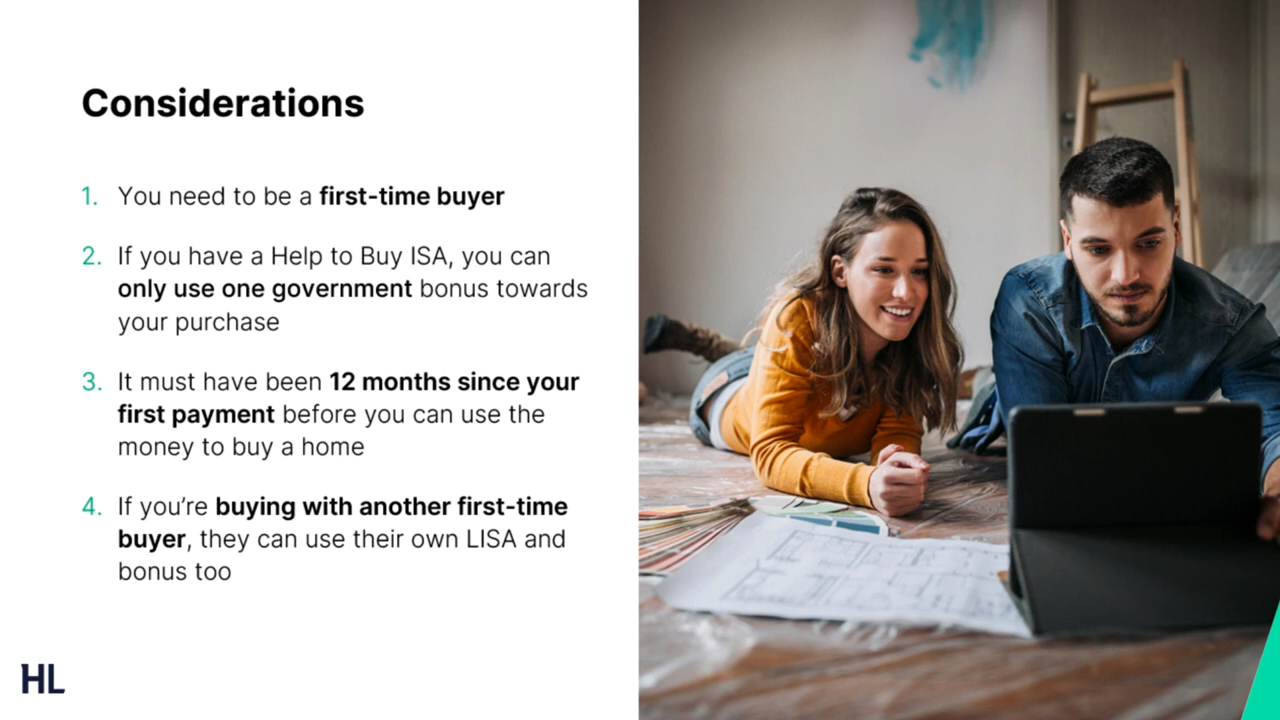 Considerations
1. You need to be a first-time buyer
2. If you have a Help to Buy ISA, you can
only use one government bonus towards
your purchase
3. It must have been 12 months since your
first payment before you can use the
money to buy a home
4. If you’re buying with another first-time
buyer, they can use their own LISA and
bonus too
HL